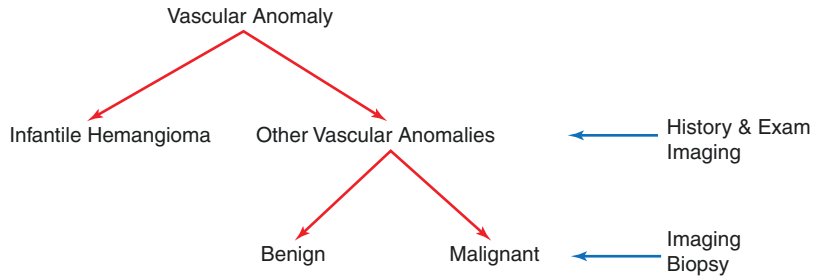 Vascular Anomaly
Infantile Hemangioma
Other Vascular Anomalies
History & Exam
Imaging
Benign
Malignant
Imaging
Biopsy